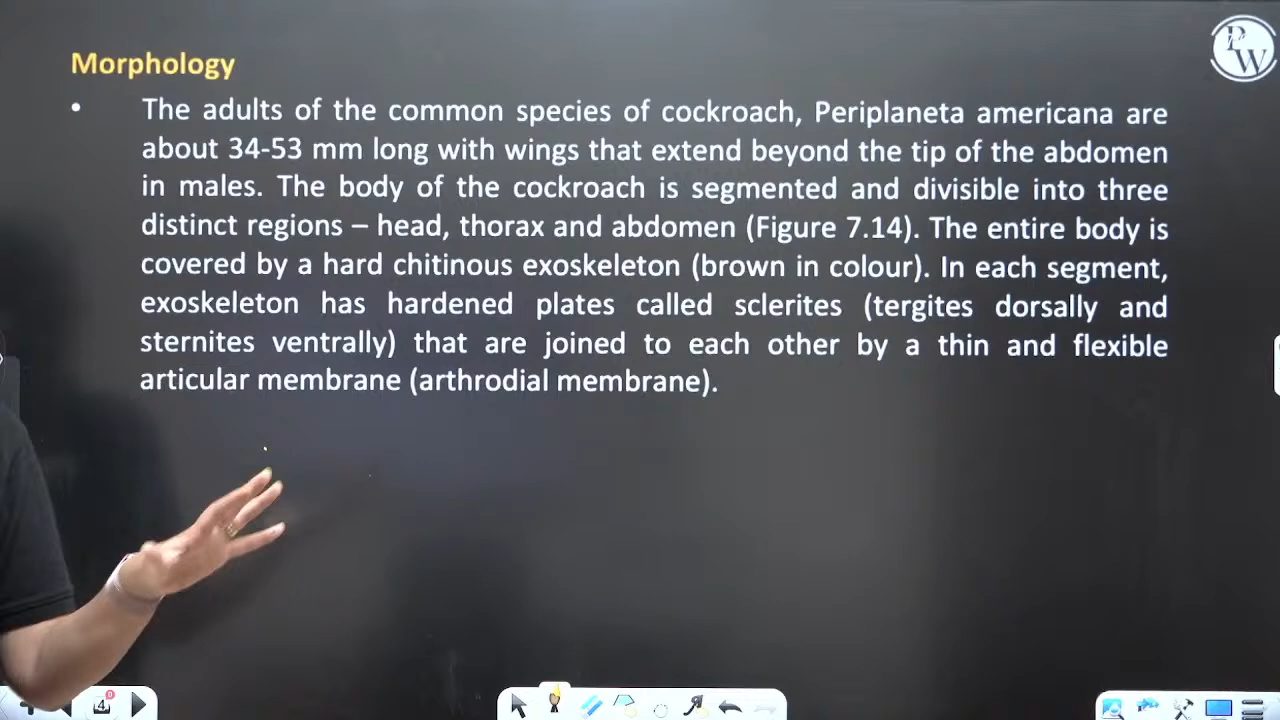 PW
Morphology
• The adults of the common species of cockroach, Periplaneta americana are
about 34-53 mm long with wings that extend beyond the tip of the abdomen
in males. The body of the cockroach is segmented and divisible into three
distinct regions – head, thorax and abdomen (Figure 7.14). The entire body is
covered by a hard chitinous exoskeleton (brown in colour). In each segment,
exoskeleton has hardened plates called sclerites (tergites dorsally and
sternites ventrally) that are joined to each other by a thin and flexible
articular membrane (arthrodial membrane).
4
0